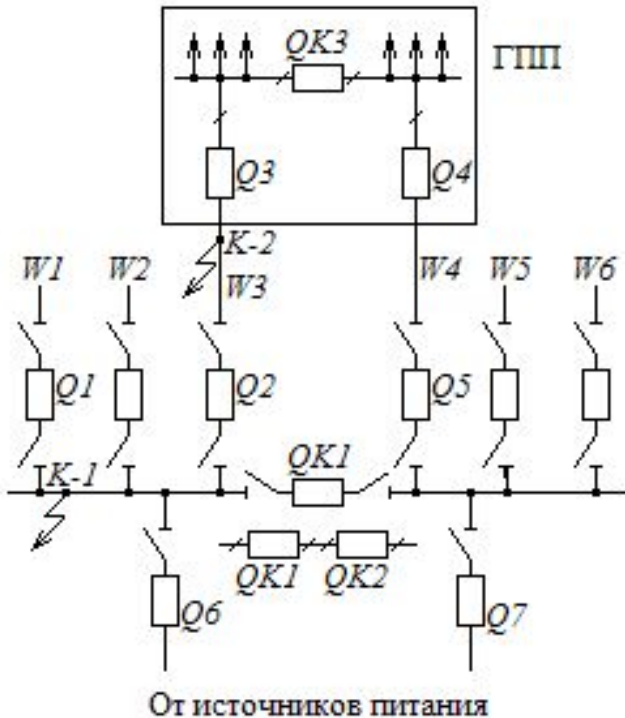 QK3
ГПП
Q3
Q4
K-2
W1
W2
W3
W4
W5
W6
Q1
Q2
Q5
K-1
QK1
QK1
QK2
Q6
Q7
От источников питания